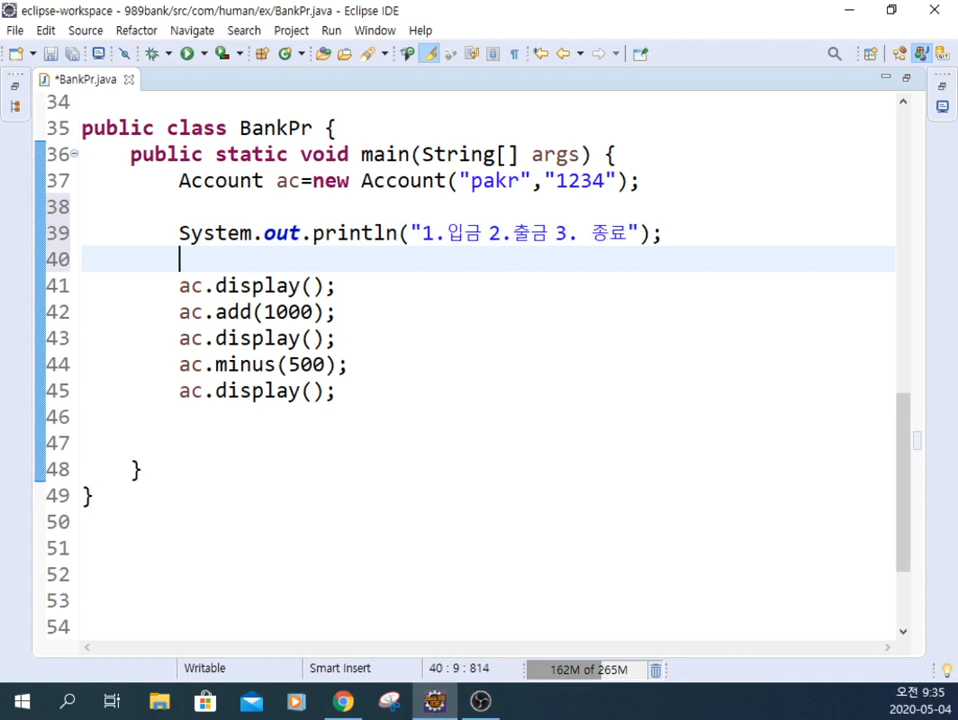 eclipse-workspace - 989bank/src/com/human/ex/BankPr.java - Eclipse IDE
File Edit Source Refactor Navigate Search Project Run Window Help
*BankPr.java
34
35 public class BankPr {
36 public static void main(String[] args) {
37 Account ac=new Account("pakr","1234");
38
39 System.out.println("1.입금 2.출금 3. 종료");
40
41 ac.display();
42 ac.add(1000);
43 ac.display();
44 ac.minus(500);
45 ac.display();
46
47
48 }
49 }
50
51
52
53
54
Writable Smart Insert 40 : 9 : 814 162M of 265M
오전 9:35
2020-05-04